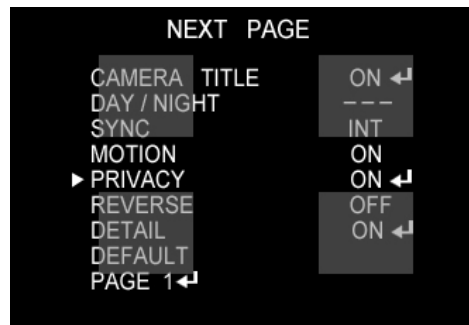 NEXT PAGE
CAMERA TITLE ON ↵
DAY / NIGHT - - -
SYNC INT
MOTION ON
▶ PRIVACY ON ↵
REVERSE OFF
DETAIL ON ↵
DEFAULT
PAGE 1↵